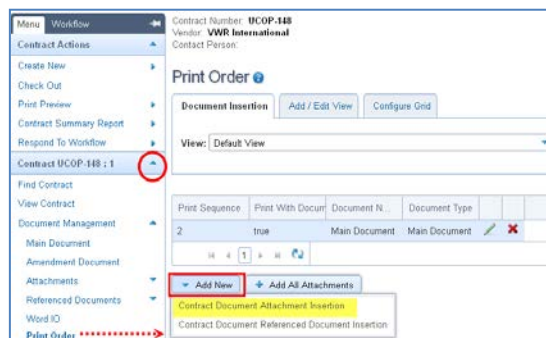 Menu Workflow
Contract Actions
Create New
Check Out
Print Preview
Contract Summary Report
Respond To Workflow
Contract UCOP-148 : 1
Find Contract
View Contract
Document Management
Main Document
Amendment Document
Attachments
Referenced Documents
Word IO
Print Order
Contract Number: UCOP-148
Vendor: VWR International
Contact Person:
Print Order
Document Insertion Add / Edit View Configure Grid
View: Default View
Print Sequence Print With Docum Document N... Document Type
2 true Main Document Main Document
1
Add New Add All Attachments
Contract Document Attachment Insertion
Contract Document Referenced Document Insertion